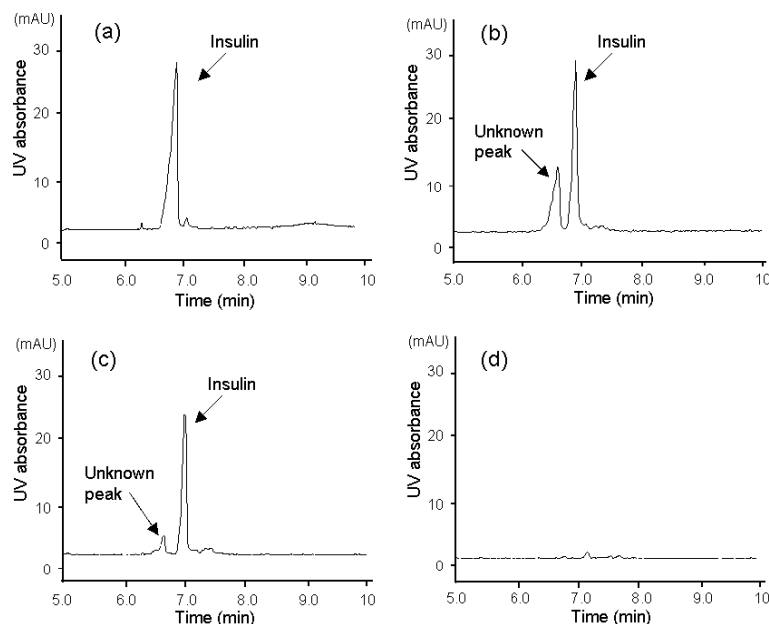 (mAU)
(a)
Insulin
30
20
10
0
UV absorbance
5.0 6.0 7.0 8.0 9.0 10
Time (min)
(mAU)
(b)
Insulin
Unknown
peak
30
20
10
0
UV absorbance
5.0 6.0 7.0 8.0 9.0 10
Time (min)
(mAU)
(c)
Insulin
Unknown
peak
30
20
10
0
UV absorbance
5.0 6.0 7.0 8.0 9.0 10
Time (min)
(mAU)
(d)
30
20
10
0
UV absorbance
5.0 6.0 7.0 8.0 9.0 10
Time (min)